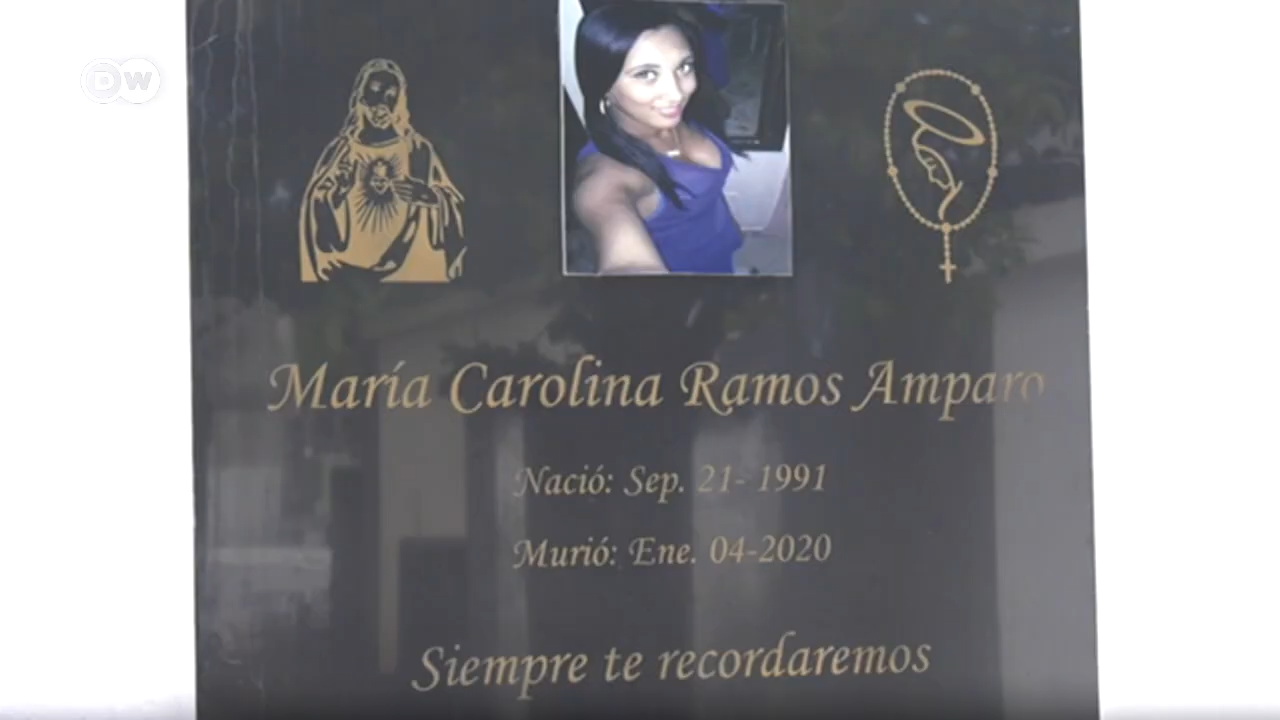 DW
María Carolina Ramos Amparo
Nació: Sep. 21- 1991
Murió: Ene. 04-2020
Siempre te recordaremos